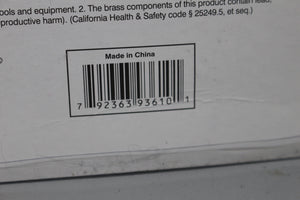 ools and equipment. 2. The brass components of this product contain lead,
productive harm). (California Health & Safety code § 25249.5, et seq.)
Made in China
7 92363 93610 1